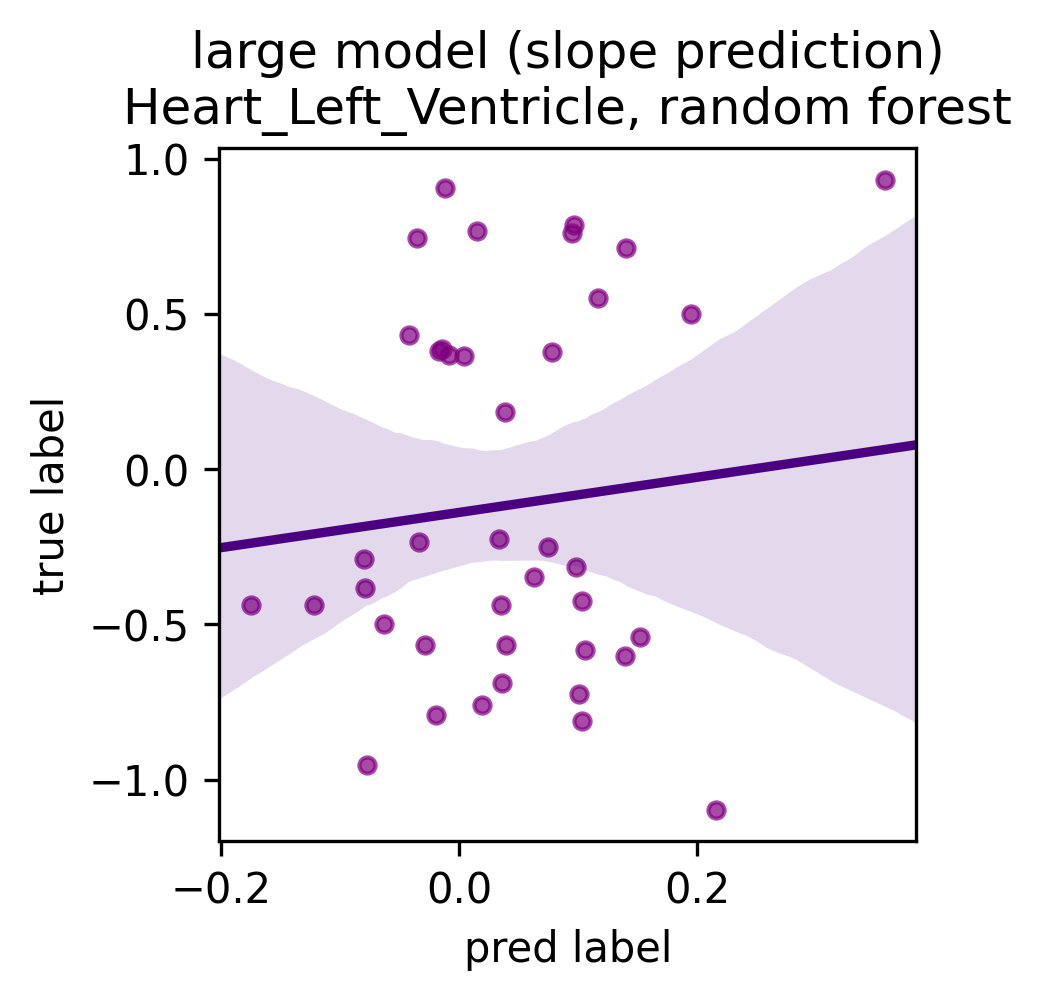 large model (slope prediction)
Heart_Left_Ventricle, random forest
1.0
0.5
0.0
−0.5
−1.0
true label
−0.2
0.0
0.2
pred label